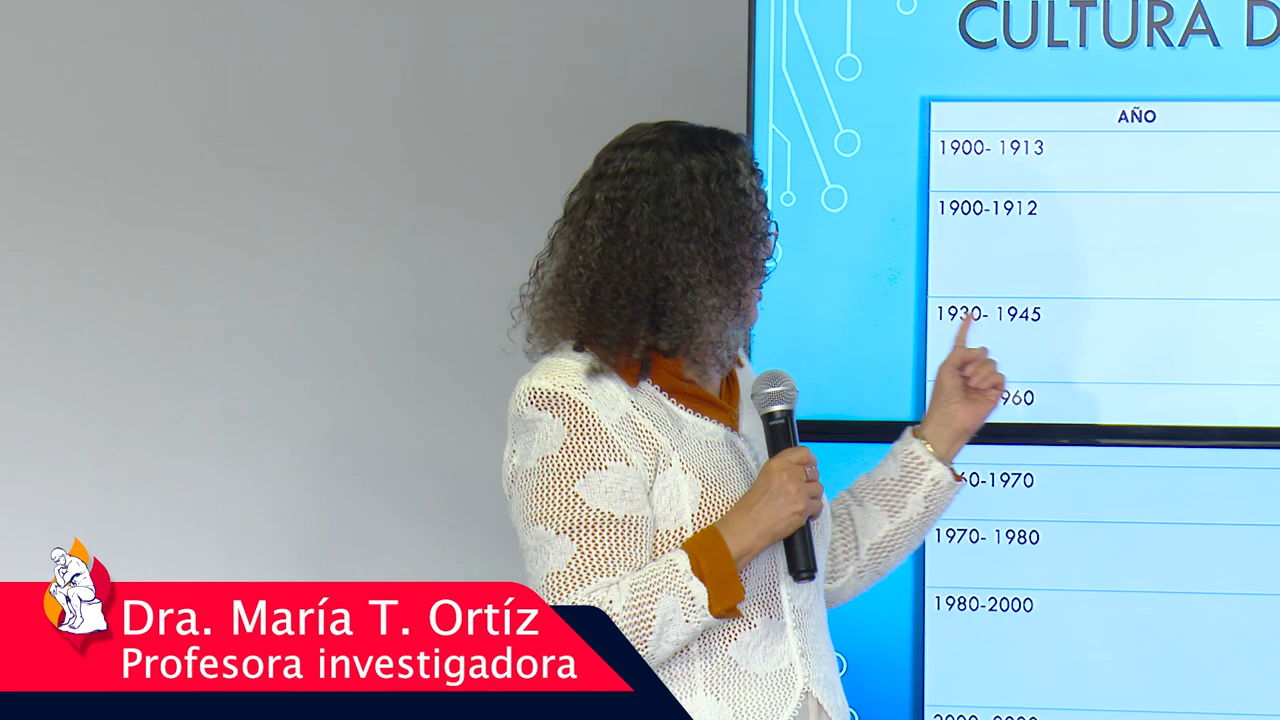 CULTURA D
AÑO
1900- 1913
1900-1912
1930- 1945
960
60-1970
1970- 1980
1980-2000
Dra. María T. Ortíz
Profesora investigadora